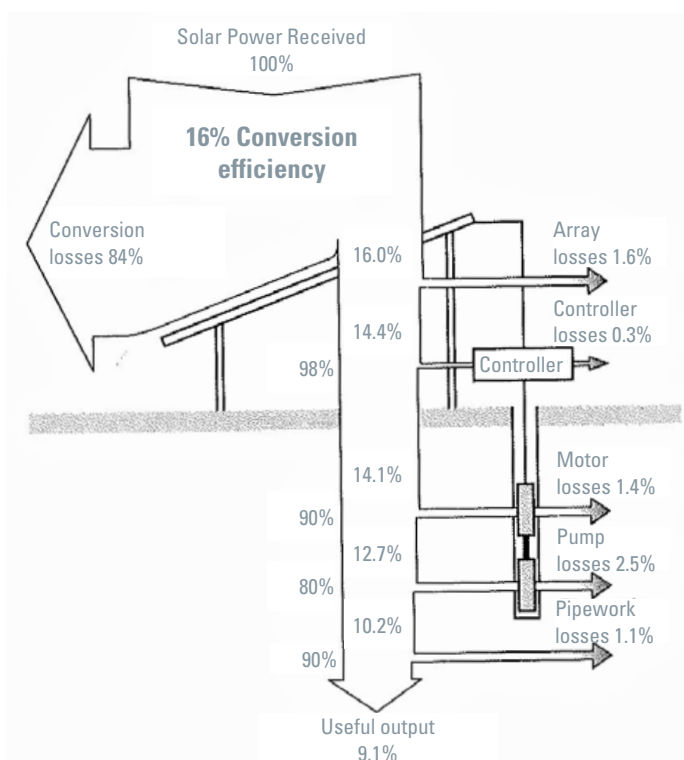 Solar Power Received
100%
16% Conversion
efficiency
Conversion
losses 84%
16.0%
Array
losses 1.6%
14.4%
Controller
losses 0.3%
98%
Controller
14.1%
Motor
losses 1.4%
90%
12.7%
Pump
losses 2.5%
80%
10.2%
Pipework
losses 1.1%
90%
Useful output
9.1%